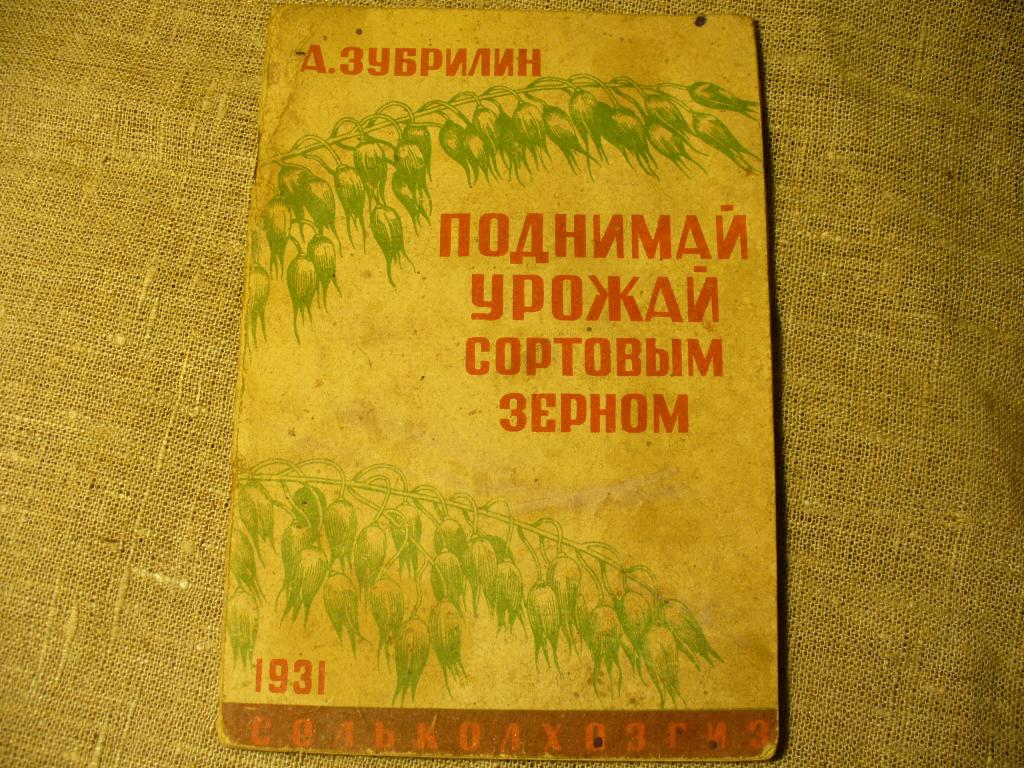 А. ЗУБРИЛИН
ПОДНИМАЙ
УРОЖАЙ
СОРТОВЫМ
ЗЕРНОМ
1931
СЕЛЬКОЛХОЗГИЗ